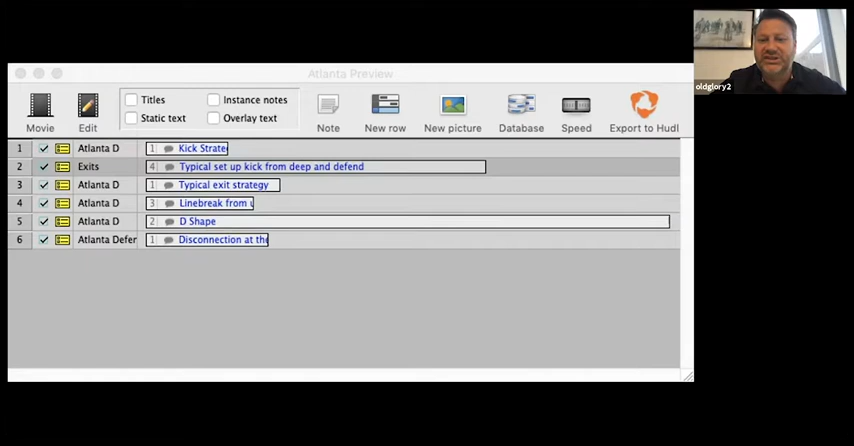 oldglory2
Atlanta Preview
Titles
Instance notes
Static text
Overlay text
Movie
Edit
Note
New row
New picture
Database
Speed
Export to Hudl
1 Atlanta D 1 Kick Strate
2 Exits 4 Typical set up kick from deep and defend
3 Atlanta D 1 Typical exit strategy
4 Atlanta D 3 Linebreak from
5 Atlanta D 2 D Shape
6 Atlanta Defer 1 Disconnection at the